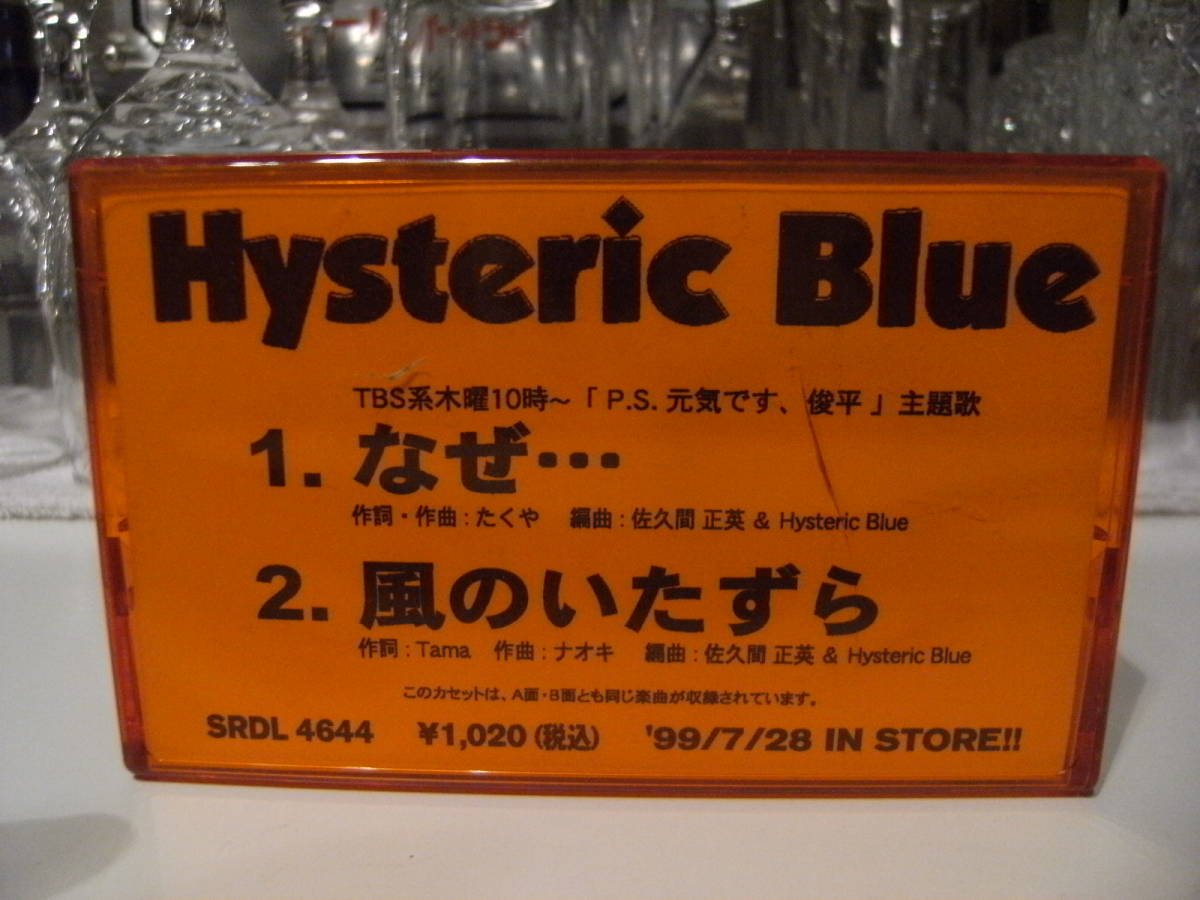 Hysteric Blue
TBS系木曜10時~「P.S.元気です、俊平」主題歌
1. なぜ…
作詞・作曲:たくや 編曲:佐久間 正英 & Hysteric Blue
2. 風のいたずら
作詞:Tama 作曲:ナオキ 編曲:佐久間 正英 & Hysteric Blue
このカセットは、A面・B面とも同じ楽曲が収録されています。
SRDL 4644 ¥1,020(税込) '99/7/28 IN STORE!!